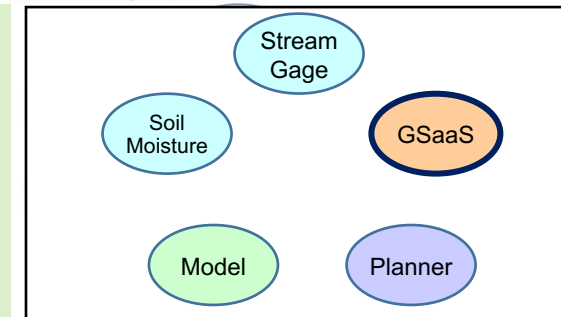 Stream
Gage
Soil
Moisture
GSaaS
Model
Planner